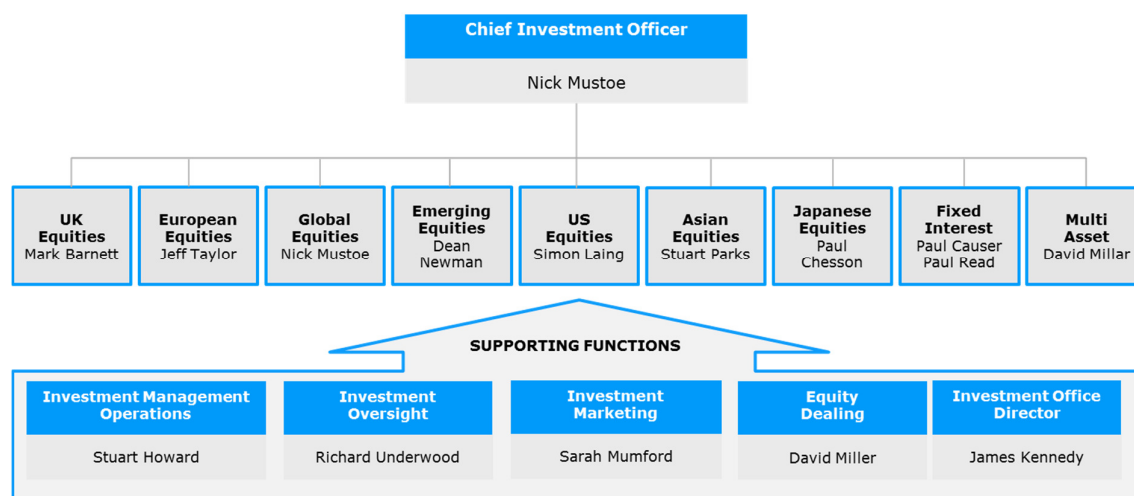 Chief Investment Officer
Nick Mustoe
UK
Equities
Mark Barnett
European
Equities
Jeff Taylor
Global
Equities
Nick Mustoe
Emerging
Equities
Dean
Newman
US
Equities
Simon Laing
Asian
Equities
Stuart Parks
Japanese
Equities
Paul
Chesson
Fixed
Interest
Paul Causer
Paul Read
Multi
Asset
David Millar
SUPPORTING FUNCTIONS
Investment Management
Operations
Stuart Howard
Investment
Oversight
Richard Underwood
Investment
Marketing
Sarah Mumford
Equity
Dealing
David Miller
Investment Office
Director
James Kennedy